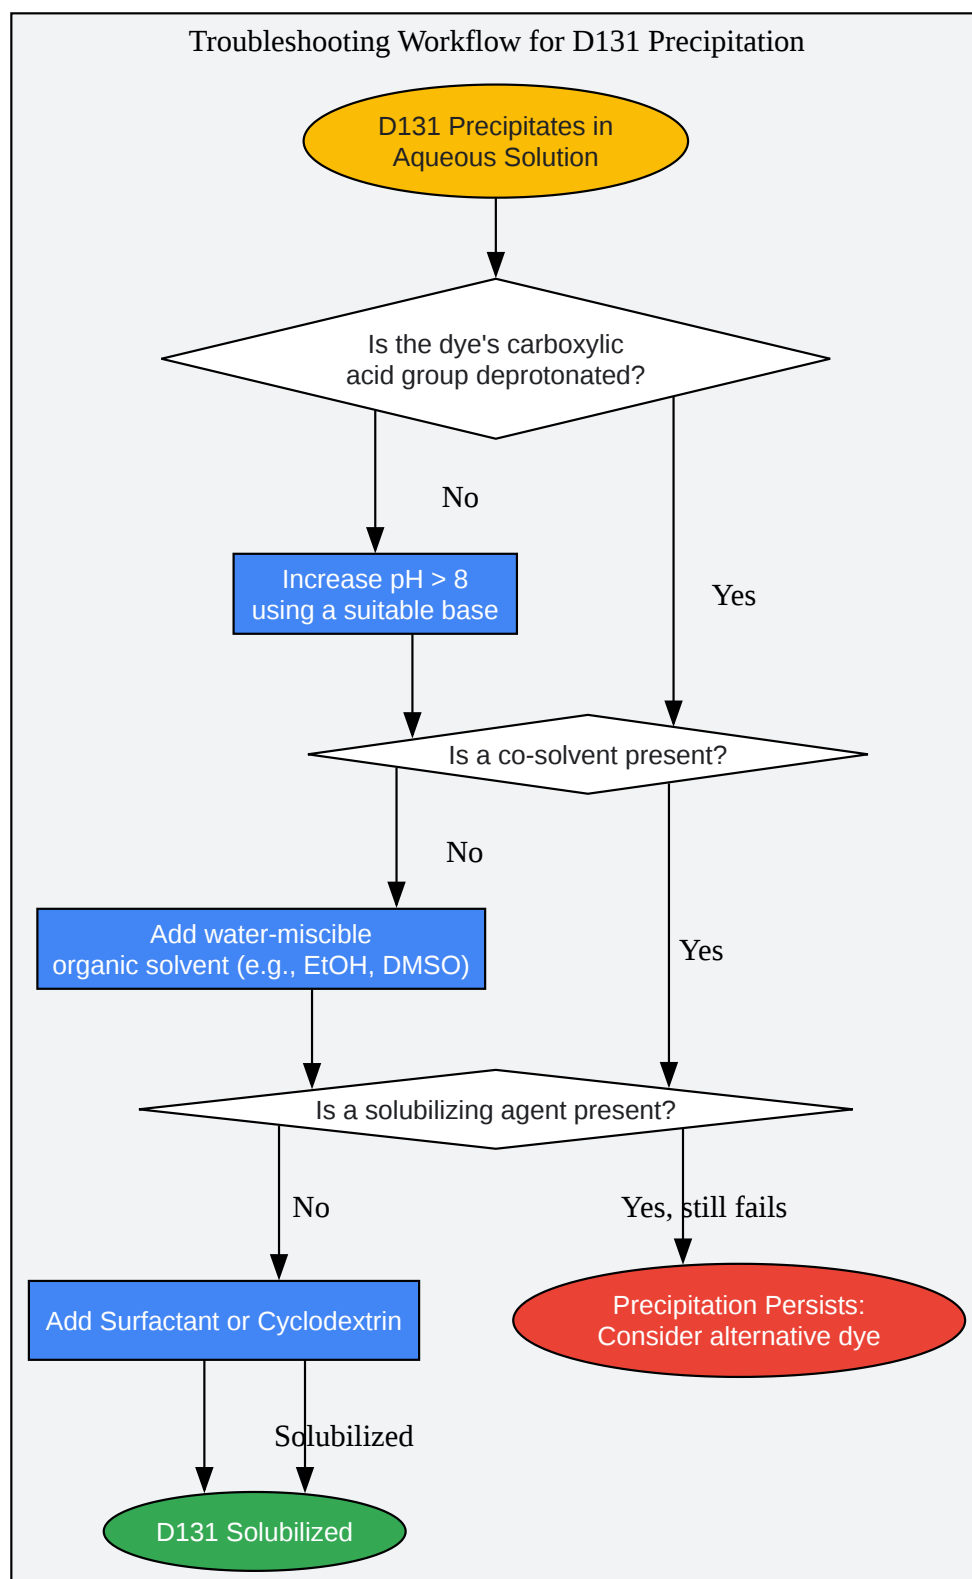 Troubleshooting Workflow for D131 Precipitation
D131 Precipitates in
Aqueous Solution
Is the dye's carboxylic
acid group deprotonated?
No
Increase pH > 8
using a suitable base
Yes
Is a co-solvent present?
No
Add water-miscible
organic solvent (e.g., EtOH, DMSO)
Yes
Is a solubilizing agent present?
No
Yes, still fails
Add Surfactant or Cyclodextrin
Precipitation Persists:
Consider alternative dye
Solubilized
D131 Solubilized